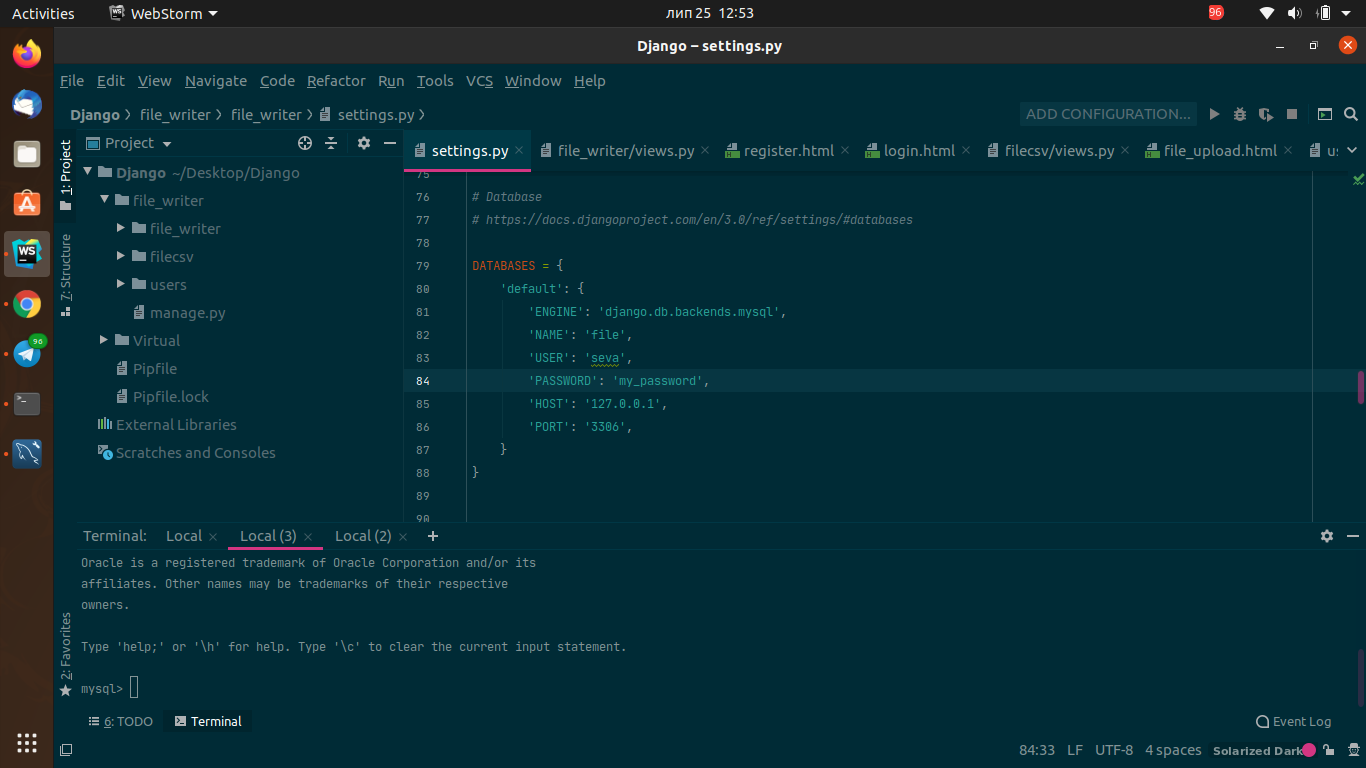 Activities
WebStorm
лип 25 12:53
96
Django – settings.py
File Edit View Navigate Code Refactor Run Tools VCS Window Help
Django file_writer file_writer settings.py
ADD CONFIGURATION...
1: Project
7: Structure
2: Favorites
Project
Django ~/Desktop/Django
file_writer
file_writer
filecsv
users
manage.py
Virtual
Pipfile
Pipfile.lock
External Libraries
Scratches and Consoles
WS
96
settings.py file_writer/views.py register.html login.html filecsv/views.py file_upload.html
75
76 # Database
77 # https://docs.djangoproject.com/en/3.0/ref/settings/#databases
78
79 DATABASES = {
80 'default': {
81 'ENGINE': 'django.db.backends.mysql',
82 'NAME': 'file',
83 'USER': 'seva',
84 'PASSWORD': 'my_password',
85 'HOST': '127.0.0.1',
86 'PORT': '3306',
87 }
88 }
89
90
Terminal: Local Local (3) Local (2) +
Oracle is a registered trademark of Oracle Corporation and/or its
affiliates. Other names may be trademarks of their respective
owners.
Type 'help;' or '\h' for help. Type '\c' to clear the current input statement.
mysql>
6: TODO Terminal
Event Log
84:33 LF UTF-8 4 spaces Solarized Dark